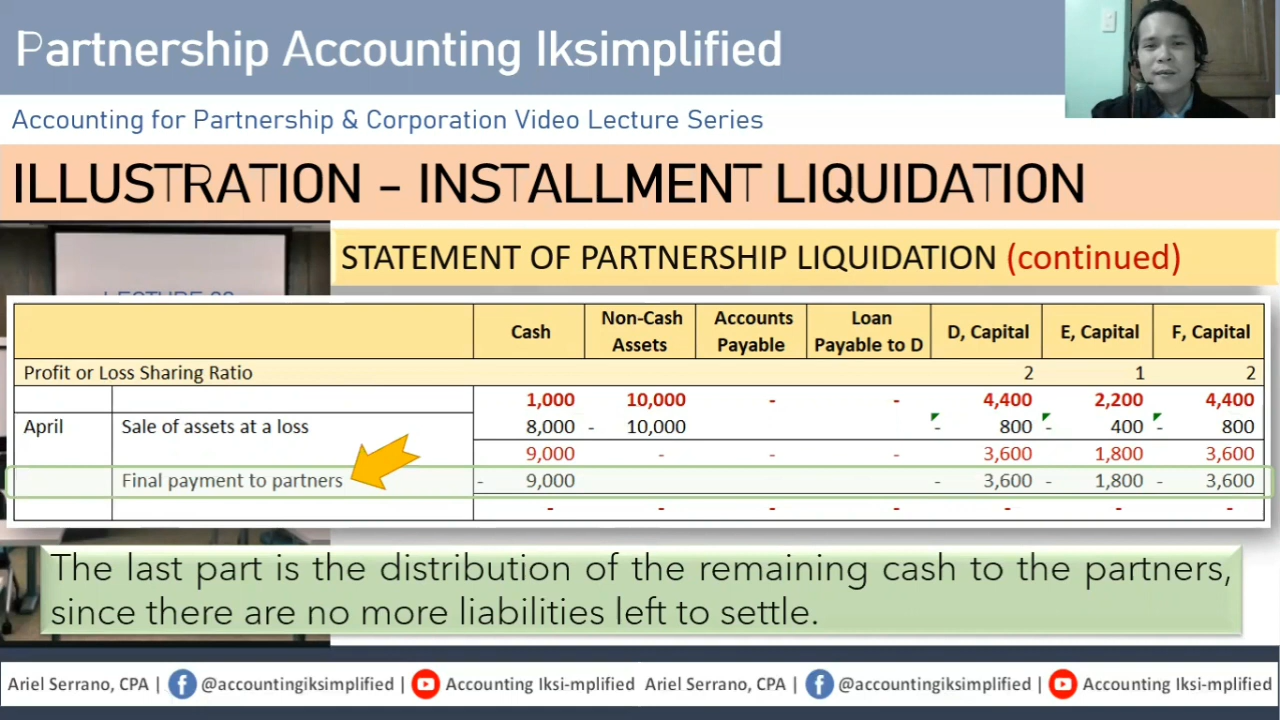 Partnership Accounting Iksimplified
Accounting for Partnership & Corporation Video Lecture Series
ILLUSTRATION – INSTALLMENT LIQUIDATION
STATEMENT OF PARTNERSHIP LIQUIDATION (continued)
Cash Non-Cash Assets Accounts Payable Loan Payable to D D, Capital E, Capital F, Capital
Profit or Loss Sharing Ratio 2 1 2
1,000 10,000 - - 4,400 2,200 4,400
April Sale of assets at a loss 8,000 - 10,000 - 800 - 400 - 800
9,000 - - - 3,600 1,800 3,600
Final payment to partners - 9,000 - 3,600 - 1,800 - 3,600
- - - - - - -
The last part is the distribution of the remaining cash to the partners,
since there are no more liabilities left to settle.
Ariel Serrano, CPA | @accountingiksimplified | Accounting Iksi-mplified Ariel Serrano, CPA | @accountingiksimplified | Accounting Iksi-mplified